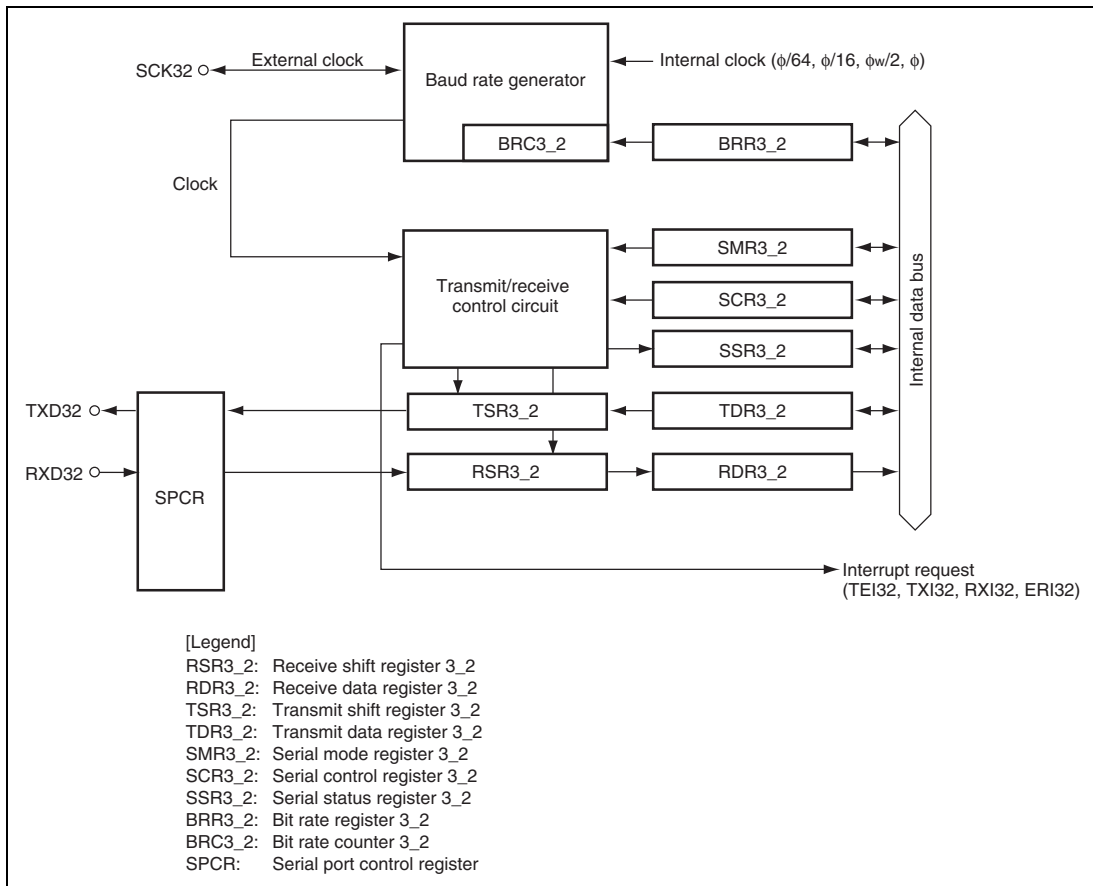 SCK32
External clock
Baud rate generator
Internal clock (ϕ/64, ϕ/16, ϕw/2, ϕ)
BRC3_2
BRR3_2
Clock
Transmit/receive
control circuit
SMR3_2
SCR3_2
SSR3_2
Internal data bus
TXD32
TSR3_2
TDR3_2
RXD32
SPCR
RSR3_2
RDR3_2
Interrupt request
(TEI32, TXI32, RXI32, ERI32)
[Legend]
RSR3_2: Receive shift register 3_2
RDR3_2: Receive data register 3_2
TSR3_2: Transmit shift register 3_2
TDR3_2: Transmit data register 3_2
SMR3_2: Serial mode register 3_2
SCR3_2: Serial control register 3_2
SSR3_2: Serial status register 3_2
BRR3_2: Bit rate register 3_2
BRC3_2: Bit rate counter 3_2
SPCR: Serial port control register